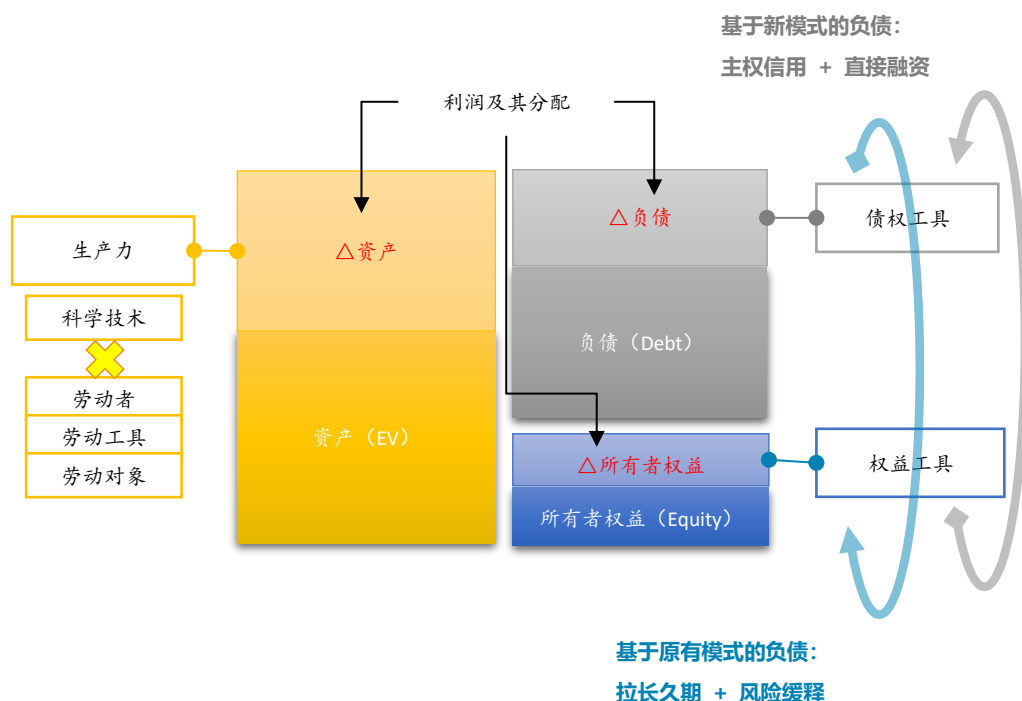 基于新模式的负债：
主权信用 + 直接融资
利润及其分配
生产力
科学技术
劳动者
劳动工具
劳动对象
△资产
资产（EV）
△负债
负债（Debt）
△所有者权益
所有者权益（Equity）
债权工具
权益工具
基于原有模式的负债：
拉长久期 + 风险缓释